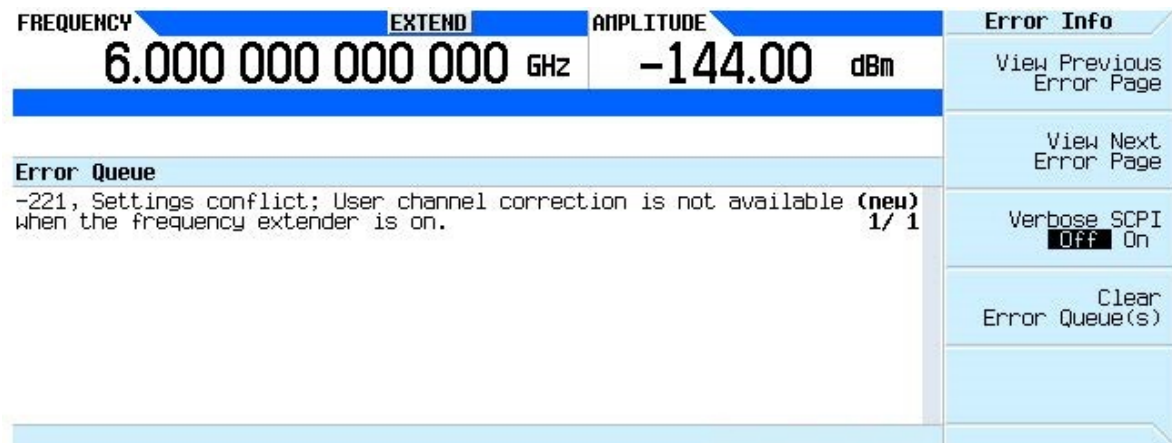 FREQUENCY
EXTEND
AMPLITUDE
6.000 000 000 000 GHz
-144.00 dBm
Error Queue
-221, Settings conflict; User channel correction is not available (new)
when the frequency extender is on. 1/ 1
Error Info
View Previous
Error Page
View Next
Error Page
Verbose SCPI
Off On
Clear
Error Queue(s)